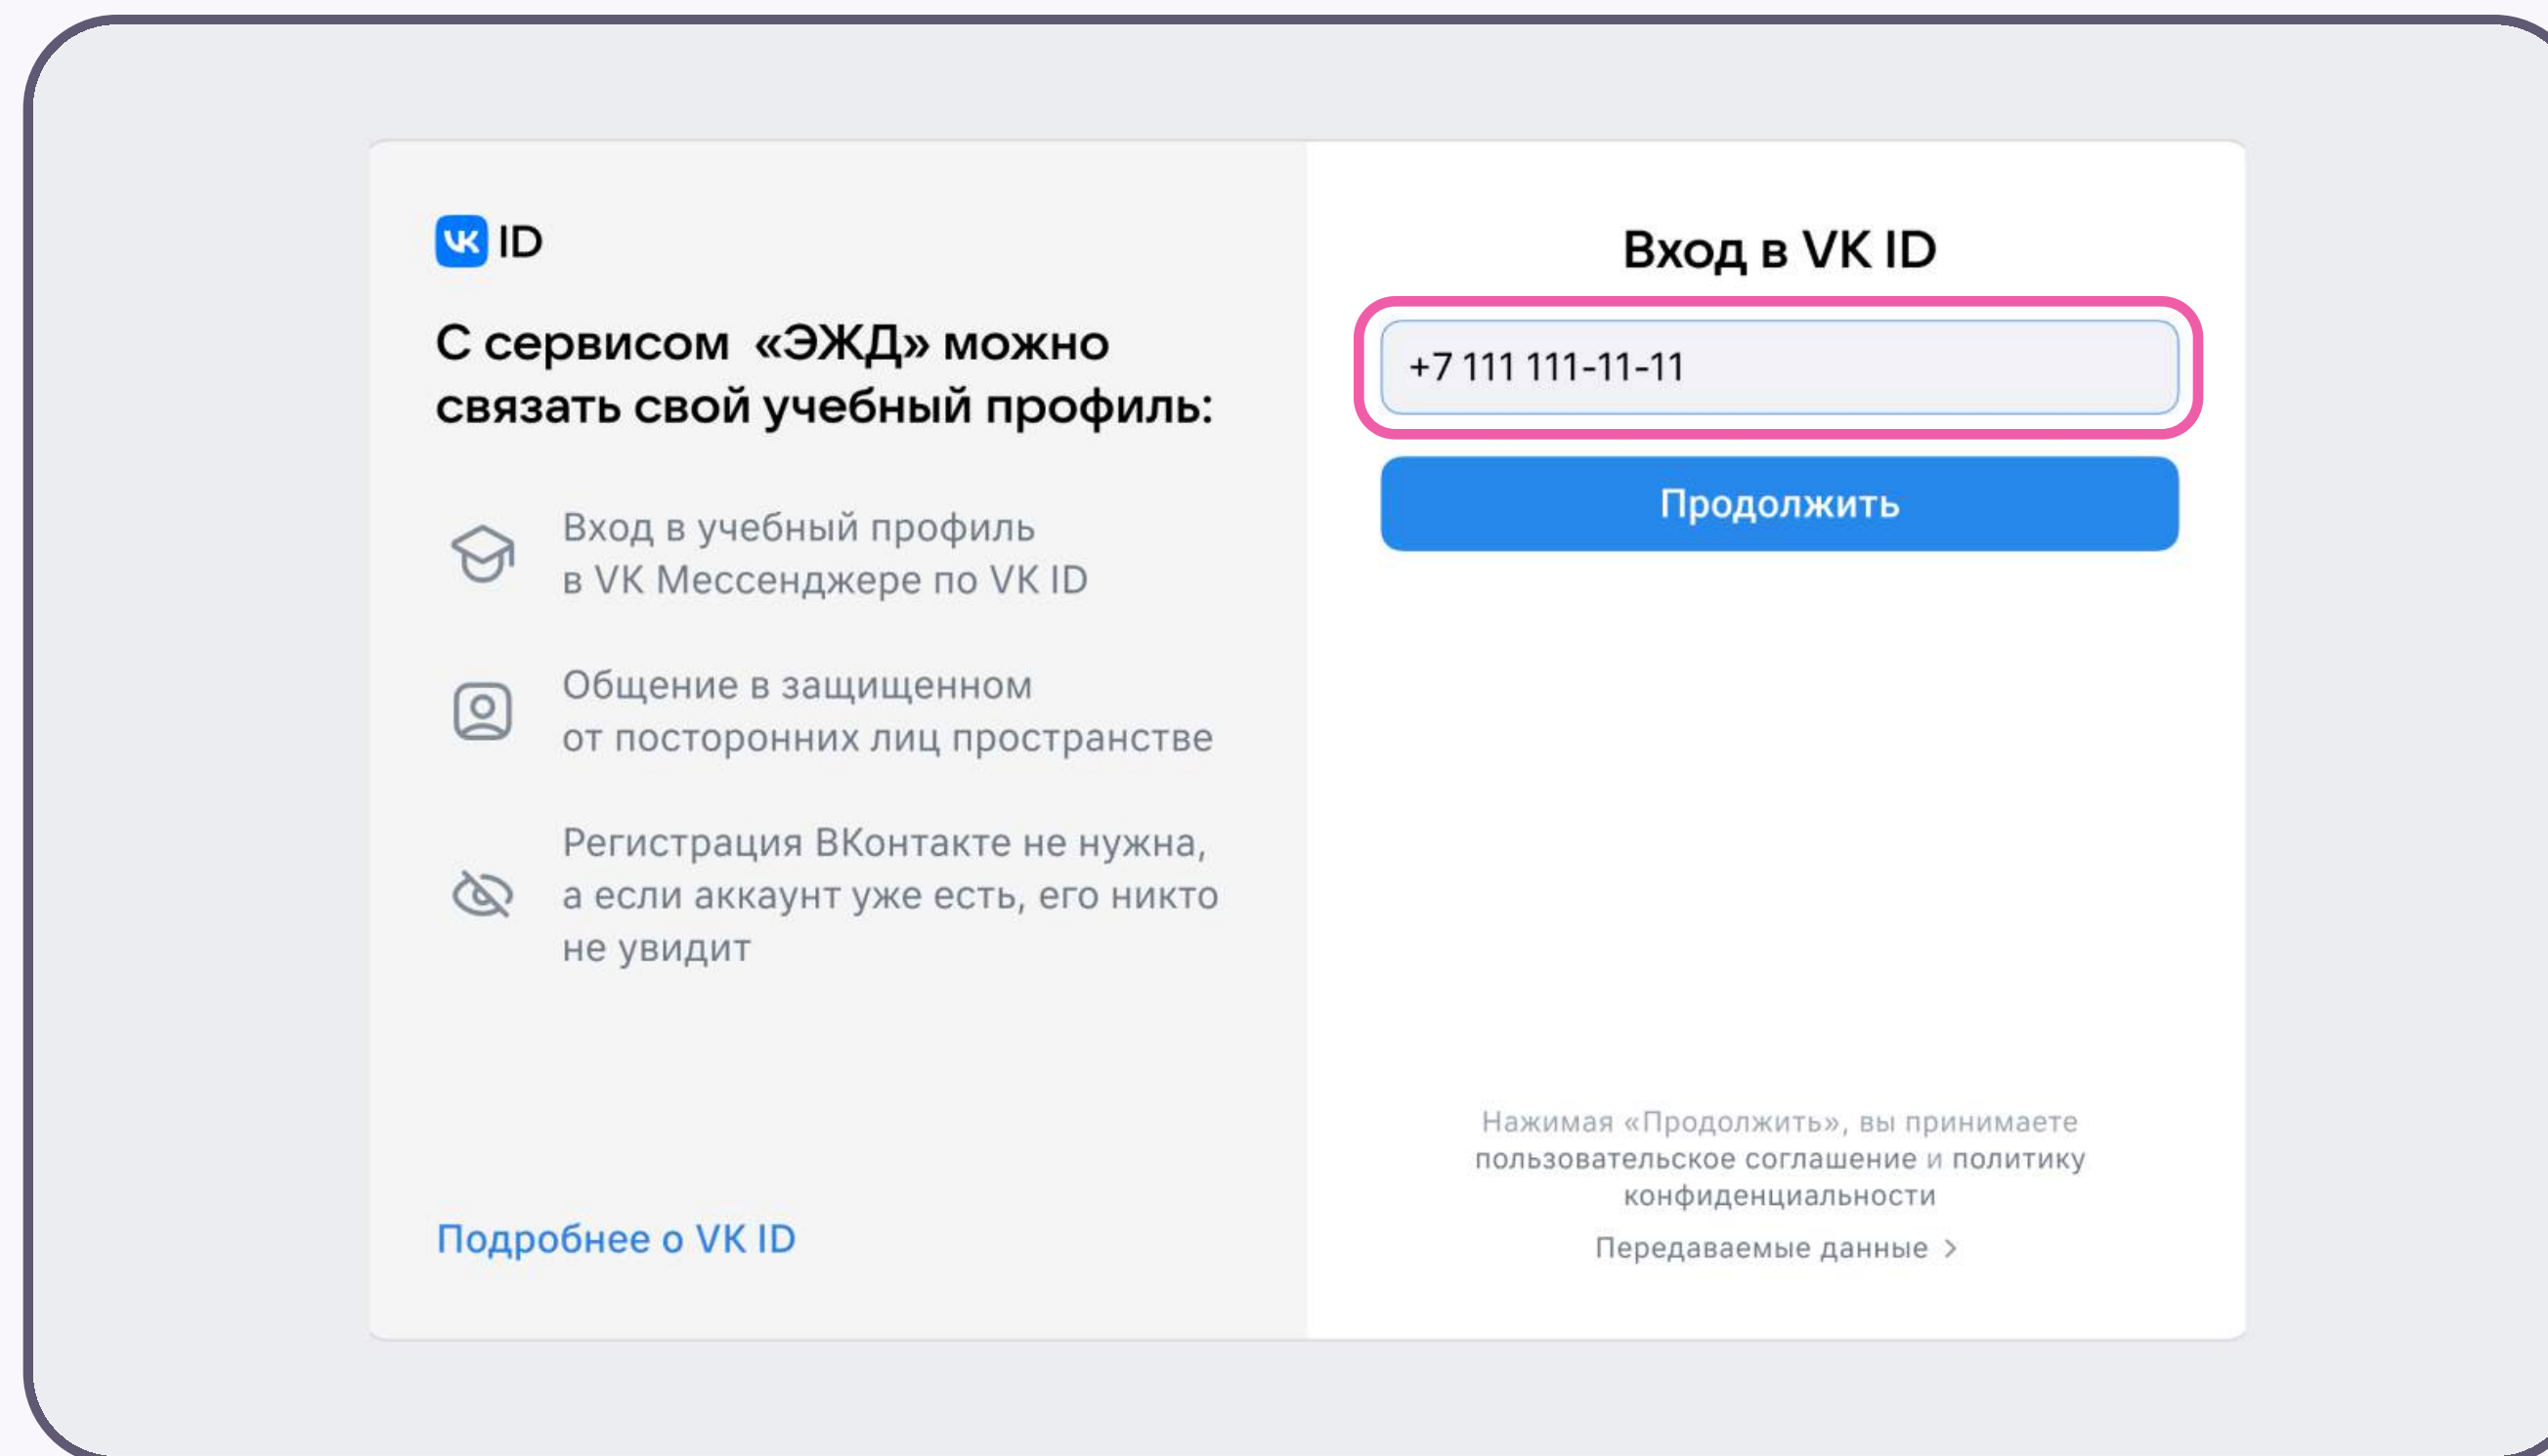 VK ID
С сервисом «ЭЖД» можно
связать свой учебный профиль:
Вход в учебный профиль
в VK Мессенджере по VK ID
Общение в защищенном
от посторонних лиц пространстве
Регистрация ВКонтакте не нужна,
а если аккаунт уже есть, его никто
не увидит
Подробнее о VK ID
Вход в VK ID
+7 111 111-11-11
Продолжить
Нажимая «Продолжить», вы принимаете
пользовательское соглашение и политику
конфиденциальности
Передаваемые данные